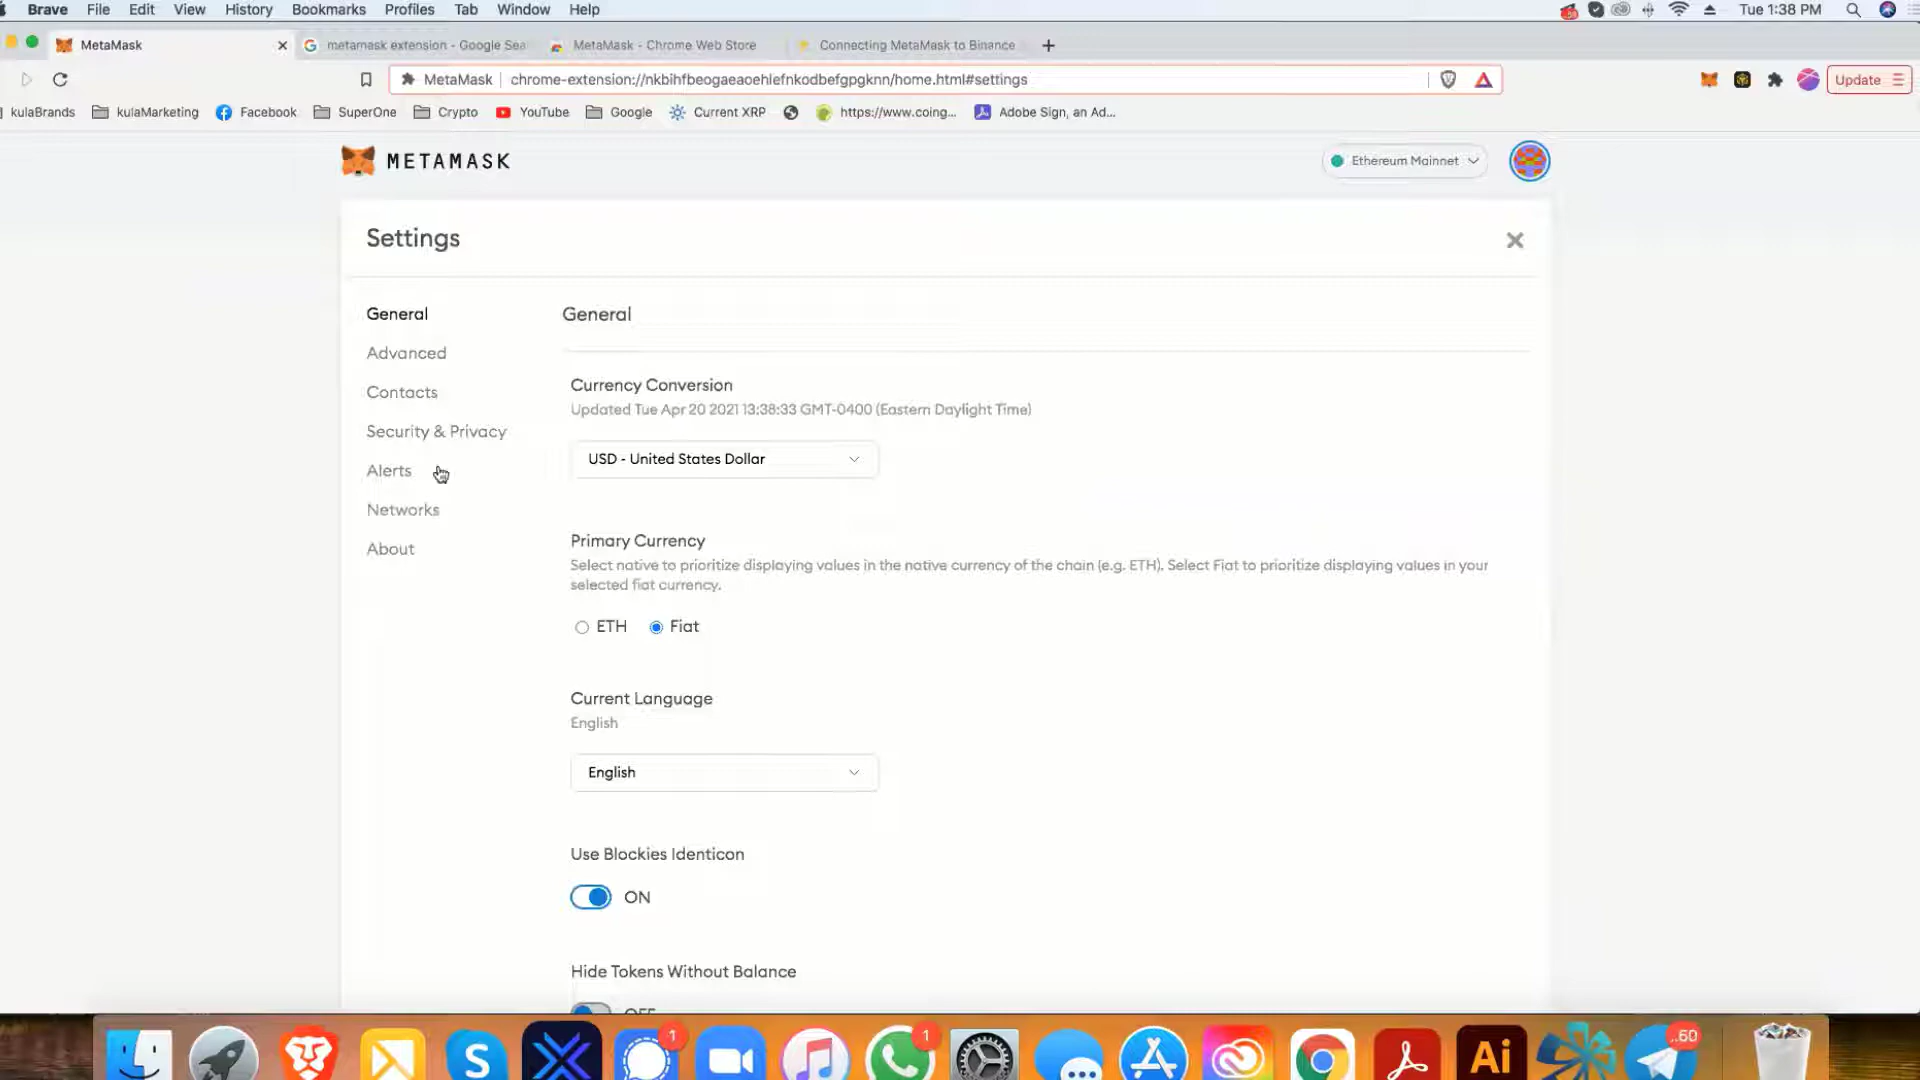 Brave File Edit View History Bookmarks Profiles Tab Window Help Tue 1:38 PM
MetaMask metamask extension - Google Sea MetaMask - Chrome Web Store Connecting MetaMask to Binance
MetaMask chrome-extension://nkbihfbeogaeaoehlefnkodbefgpgknn/home.html#settings Update
kulaBrands kulaMarketing Facebook SuperOne Crypto YouTube Google Current XRP https://www.coing... Adobe Sign, an Ad...
METAMASK Ethereum Mainnet
Settings
General
Advanced
Contacts
Security & Privacy
Alerts
Networks
About
General
Currency Conversion
Updated Tue Apr 20 2021 13:38:33 GMT-0400 (Eastern Daylight Time)
USD - United States Dollar
Primary Currency
Select native to prioritize displaying values in the native currency of the chain (e.g. ETH). Select Fiat to prioritize displaying values in your
selected fiat currency.
ETH Fiat
Current Language
English
English
Use Blockies Identicon
ON
Hide Tokens Without Balance
OFF
S 1 1 Ai ..60